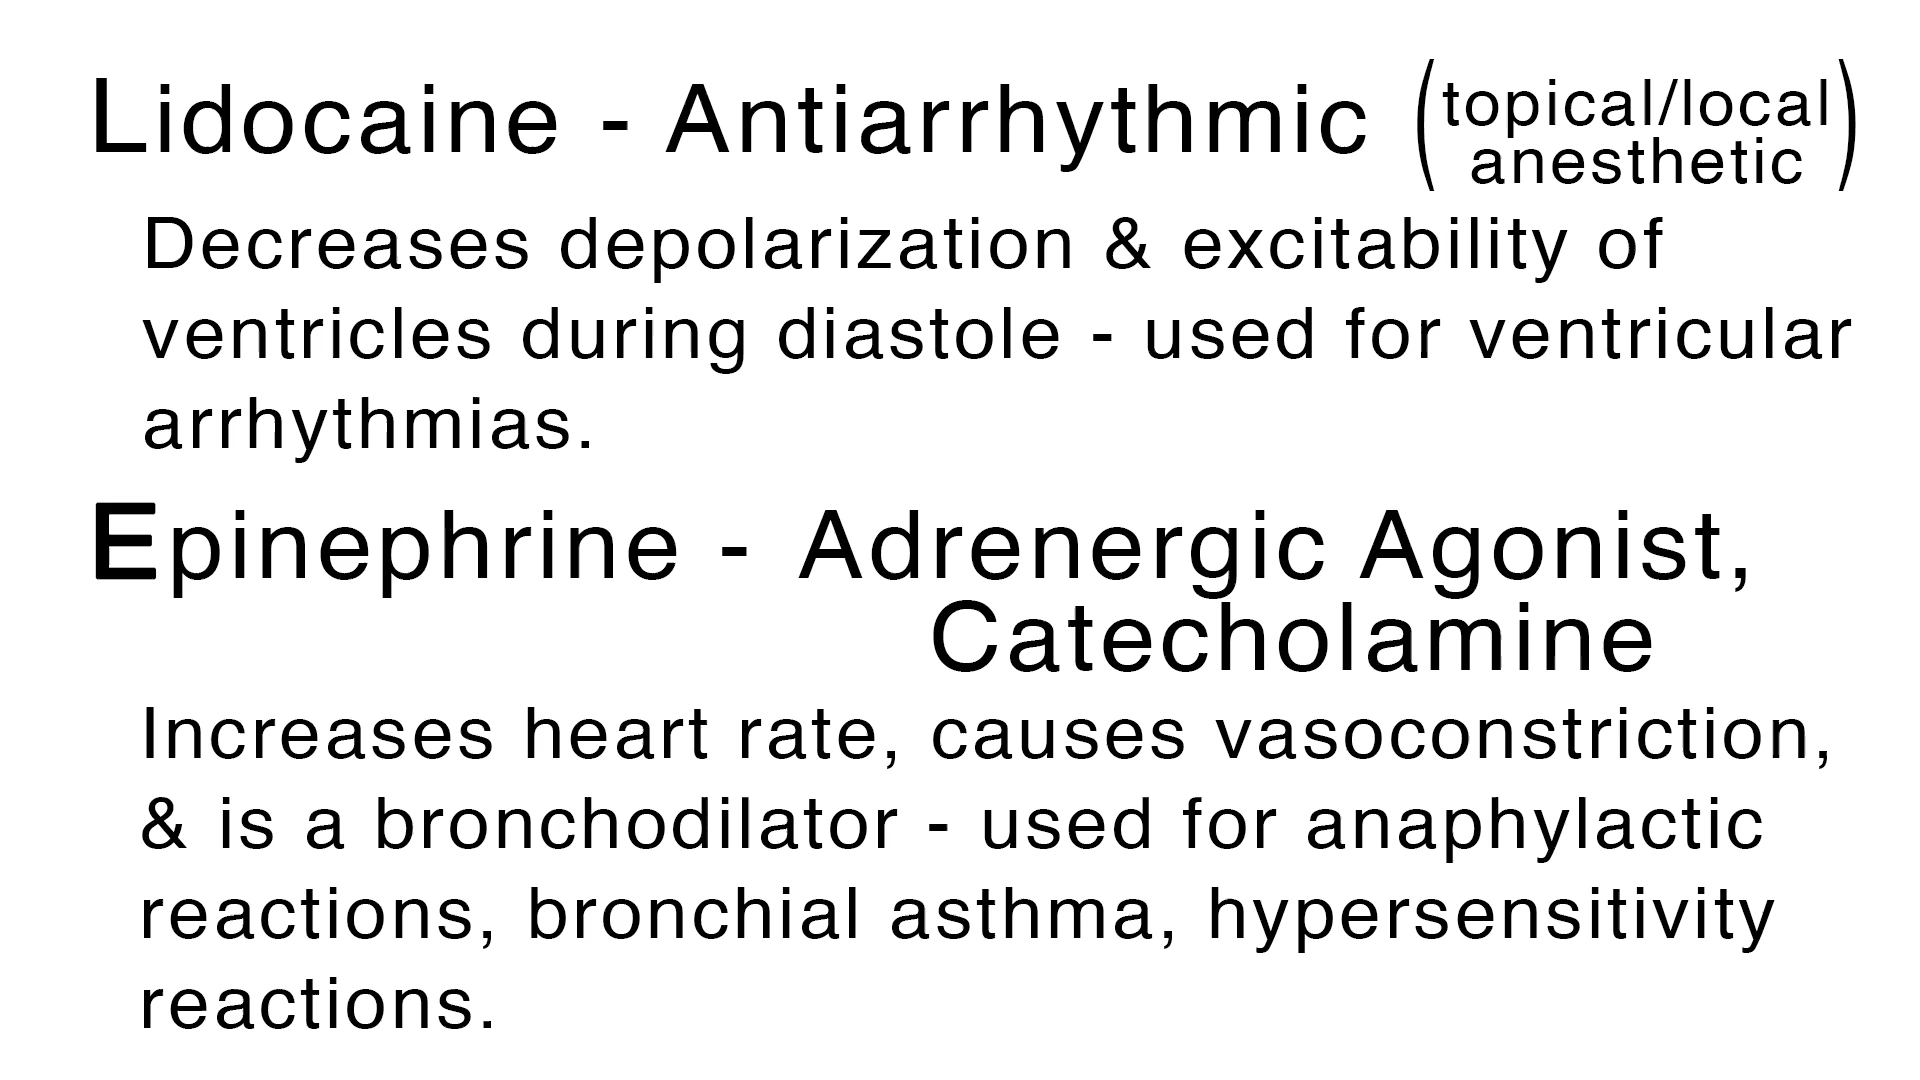 Lidocaine - Antiarrhythmic (topical/local anesthetic)
Decreases depolarization & excitability of
ventricles during diastole - used for ventricular
arrhythmias.
Epinephrine - Adrenergic Agonist,
Catecholamine
Increases heart rate, causes vasoconstriction,
& is a bronchodilator - used for anaphylactic
reactions, bronchial asthma, hypersensitivity
reactions.